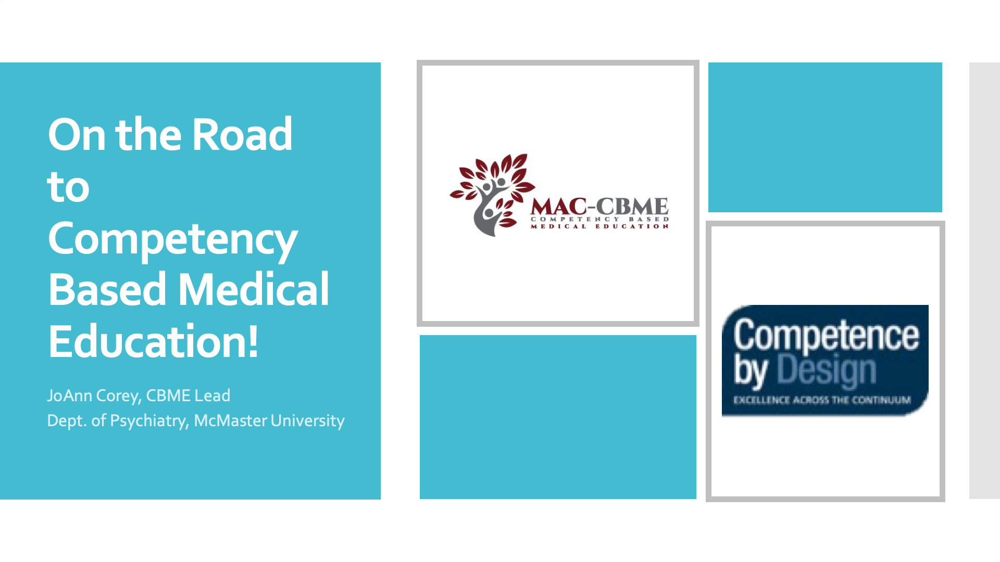 On the Road
to
Competency
Based Medical
Education!
JoAnn Corey, CBME Lead
Dept. of Psychiatry, McMaster University
MAC-CBME
COMPETENCY BASED
MEDICAL EDUCATION
Competence
by Design
EXCELLENCE ACROSS THE CONTINUUM